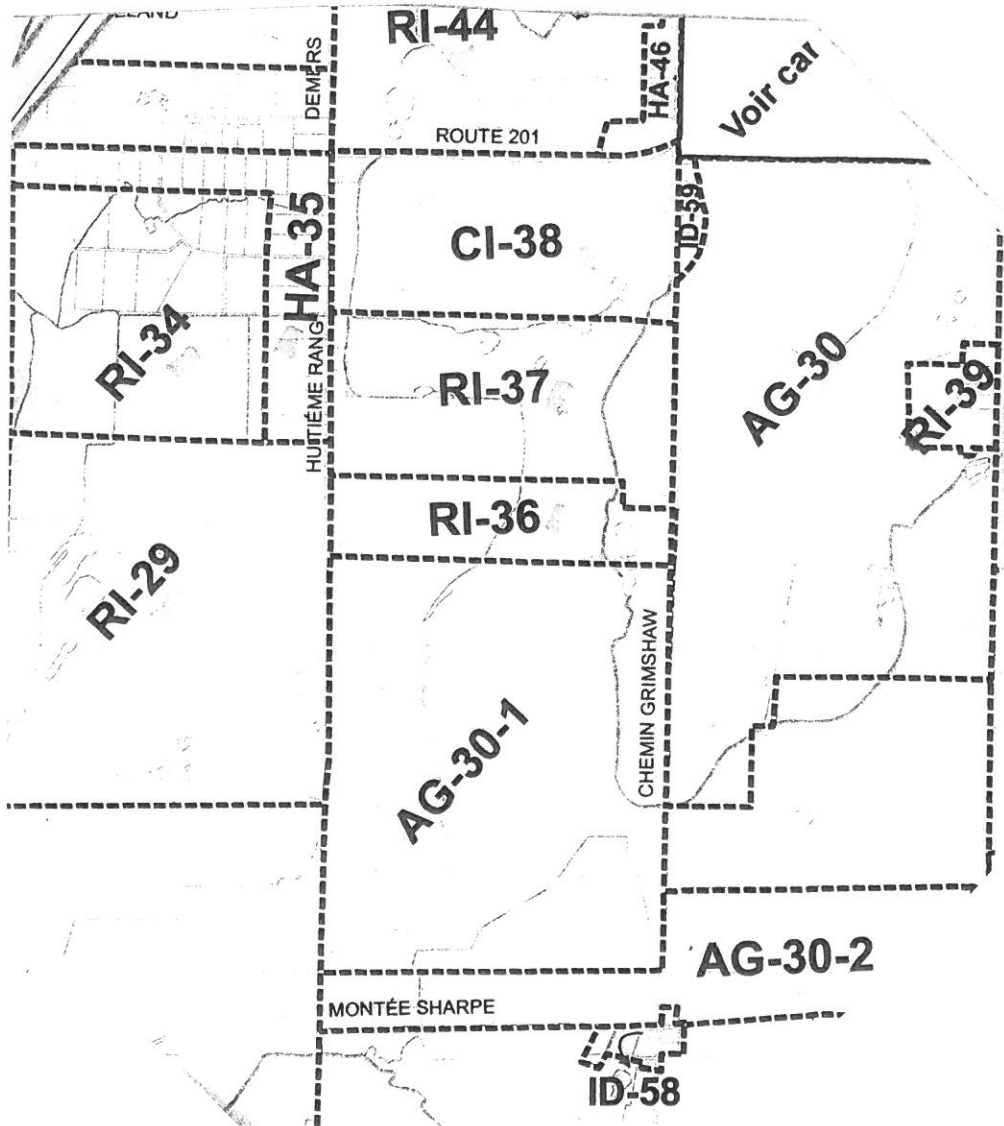 RI-44
DEMERS
HA-46
Voir car
ROUTE 201
HA-35
CI-38
ID-59
RI-34
RI-37
AG-30
RI-39
HUITIÈME RANG
RI-36
RI-29
AG-30-1
CHEMIN GRIMSHAW
AG-30-2
MONTÉE SHARPE
ID-58